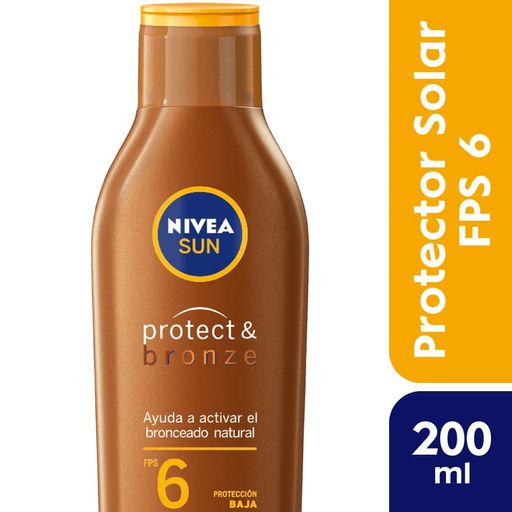 NIVEA
SUN
protect &
bronze
Ayuda a activar el
bronceado natural
FPS
6
PROTECCIÓN
BAJA
Protector Solar
FPS 6
200
ml